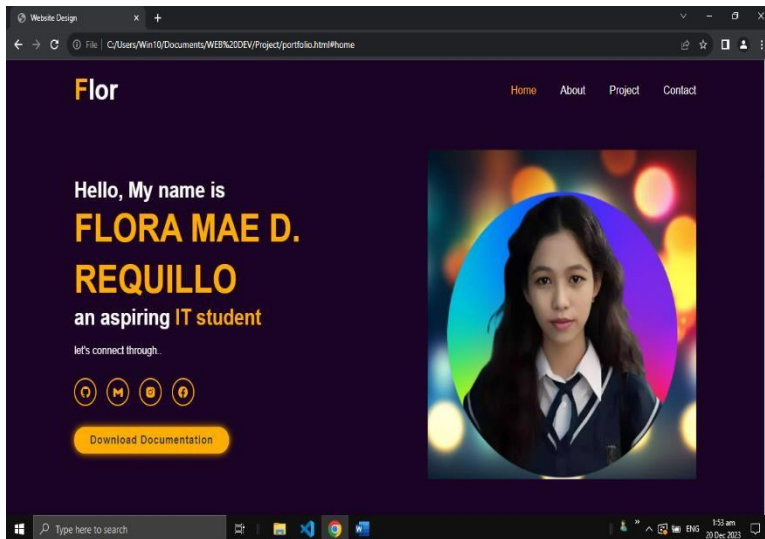 Website Design
File C:/Users/Win10/Documents/WEB%20DEV/Project/portfolio.html#home
Flor
Home About Project Contact
Hello, My name is
FLORA MAE D.
REQUILLO
an aspiring IT student
let's connect through..
Download Documentation
Type here to search
ENG
1:53 am
20 Dec 2023